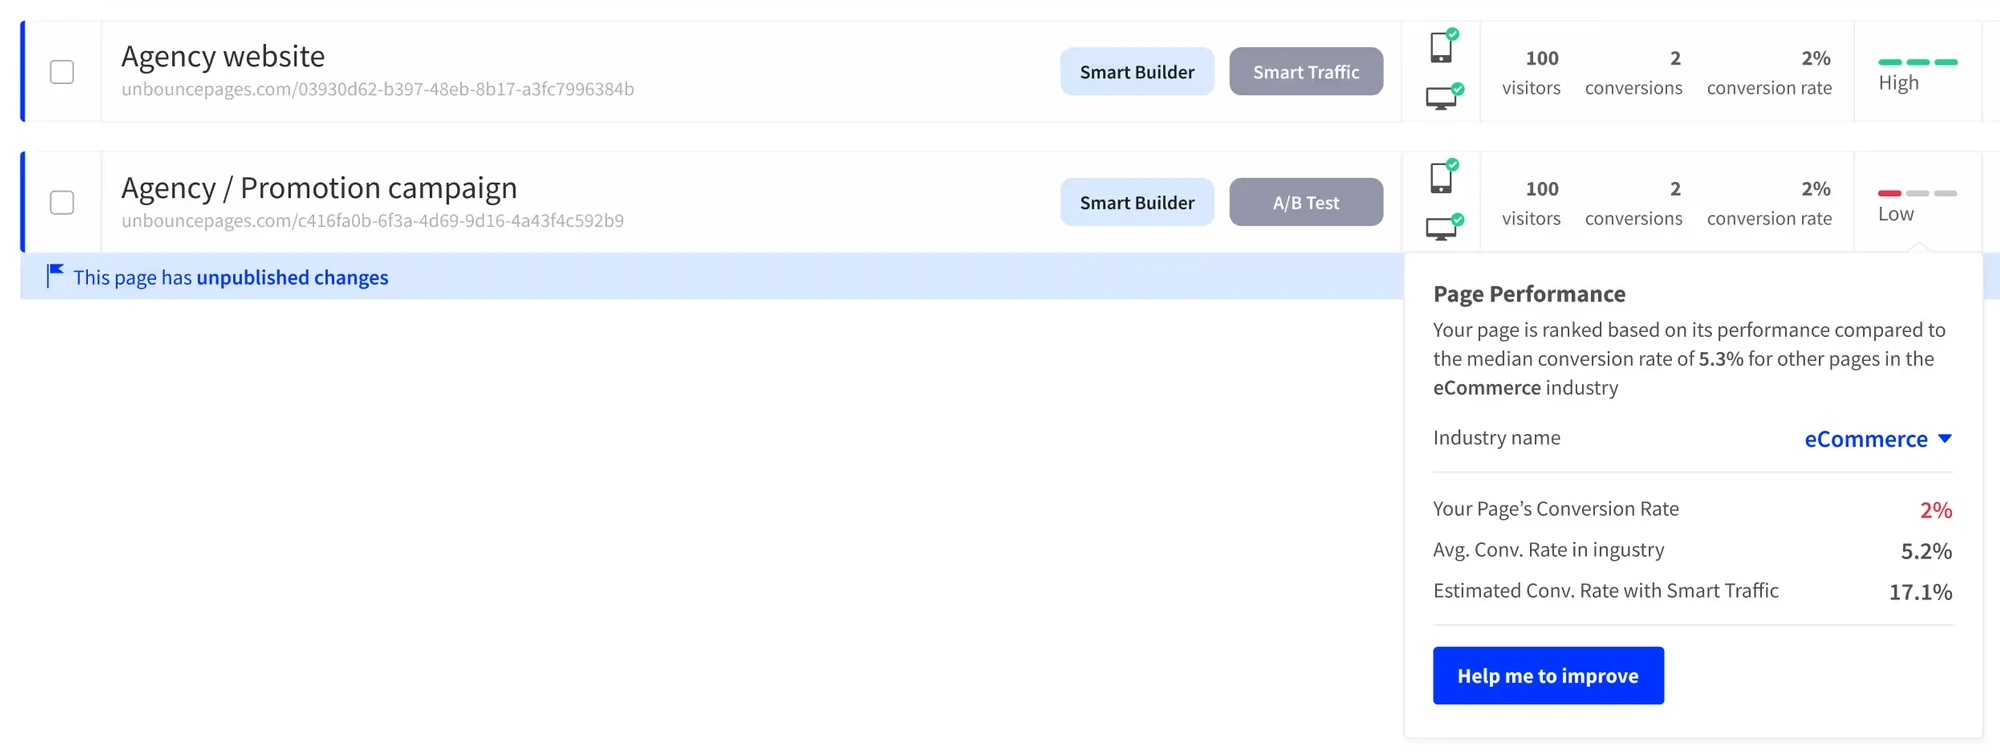 Agency website
unbouncepages.com/03930d62-b397-48eb-8b17-a3fc7996384b
Smart Builder
Smart Traffic
100
visitors
2
conversions
2%
conversion rate
High
Agency / Promotion campaign
unbouncepages.com/c416fa0b-6f3a-4d69-9d16-4a43f4c592b9
Smart Builder
A/B Test
100
visitors
2
conversions
2%
conversion rate
Low
This page has unpublished changes
Page Performance
Your page is ranked based on its performance compared to
the median conversion rate of 5.3% for other pages in the
eCommerce industry
Industry name eCommerce
Your Page’s Conversion Rate 2%
Avg. Conv. Rate in ingustry 5.2%
Estimated Conv. Rate with Smart Traffic 17.1%
Help me to improve